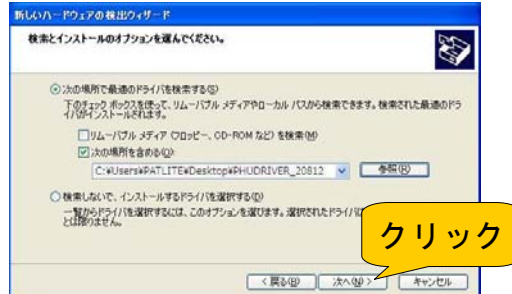 新しいハードウェアの検出ウィザード
検索とインストールのオプションを選んでください。
次の場所で最適のドライバを検索する(S)
下のチェック ボックスを使って、リムーバブル メディアやローカル パスから検索できます。検索された最適のドラ
イバがインストールされます。
リムーバブル メディア (フロッピー、CD-ROM など) を検索(M)
次の場所を含める(O):
C:¥Users¥PATLITE¥Desktop¥PHUDRIVER_20812
参照(R)
検索しないで、インストールするドライバを選択する(D)
一覧からドライバを選択するには、このオプションを選びます。選択されたドライバは
とは限りません。
クリック
< 戻る(B)
次へ(N) >
キャンセル